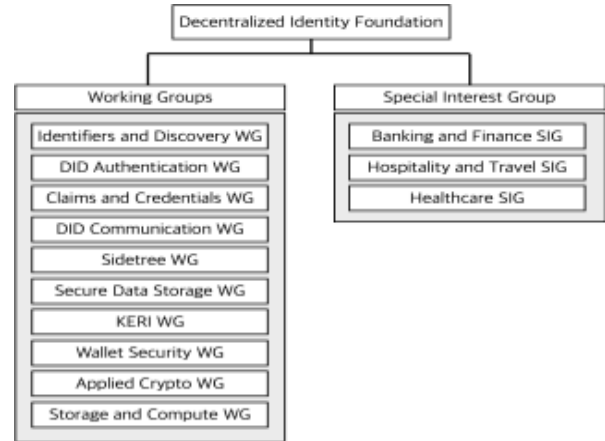 Decentralized Identity Foundation
Working Groups
Identifiers and Discovery WG
DID Authentication WG
Claims and Credentials WG
DID Communication WG
Sidetree WG
Secure Data Storage WG
KERI WG
Wallet Security WG
Applied Crypto WG
Storage and Compute WG
Special Interest Group
Banking and Finance SIG
Hospitality and Travel SIG
Healthcare SIG